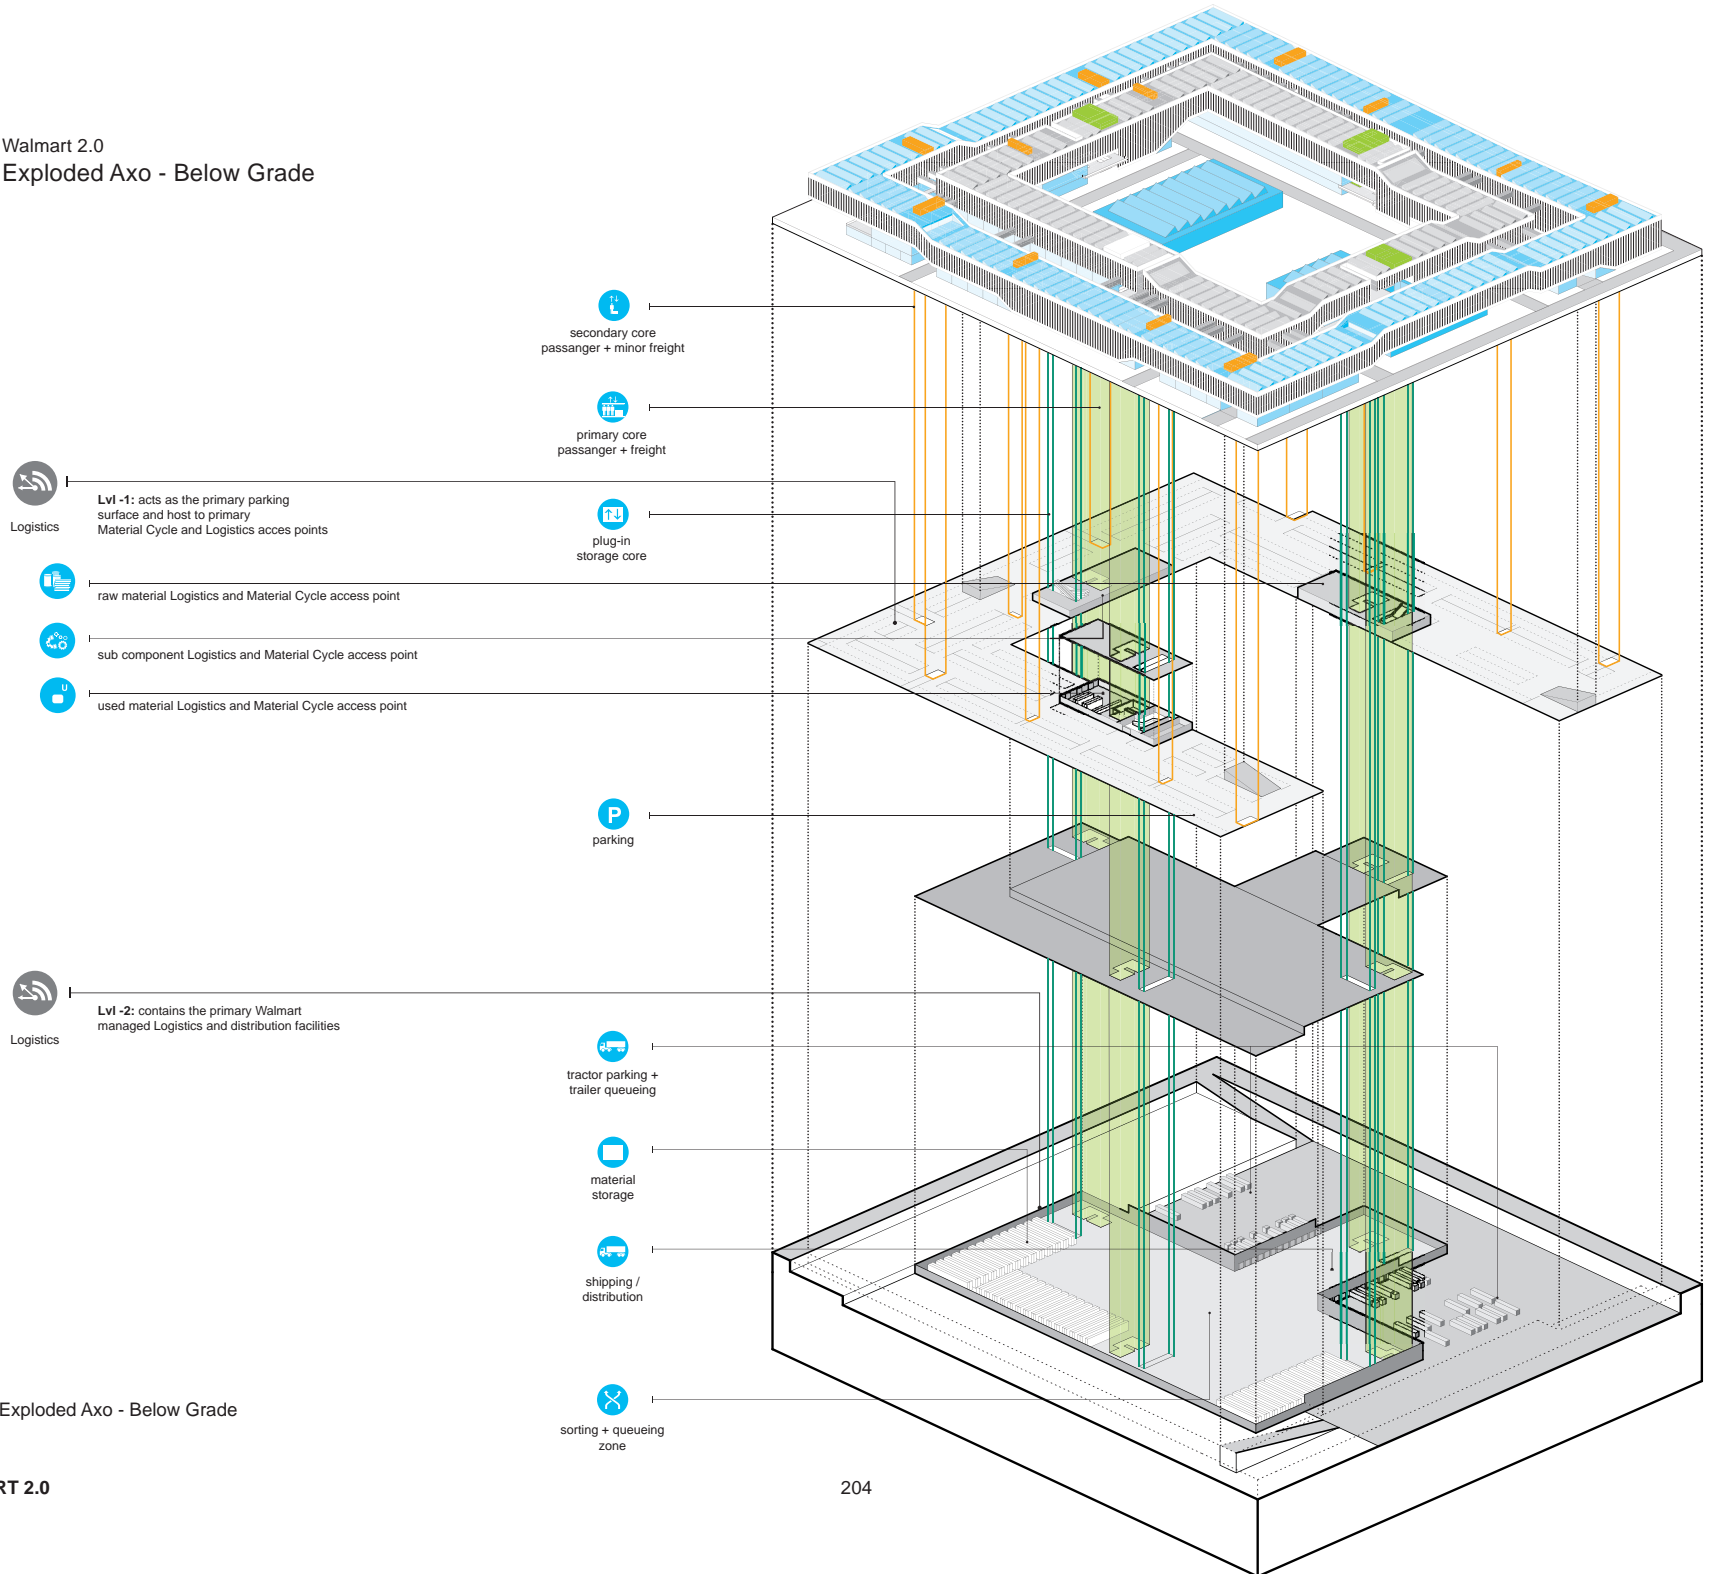 Walmart 2.0
Exploded Axo - Below Grade
secondary core
passanger + minor freight
primary core
passanger + freight
Logistics
Lvl -1: acts as the primary parking
surface and host to primary
Material Cycle and Logistics acces points
plug-in
storage core
raw material Logistics and Material Cycle access point
sub component Logistics and Material Cycle access point
U
used material Logistics and Material Cycle access point
P
parking
Logistics
Lvl -2: contains the primary Walmart
managed Logistics and distribution facilities
tractor parking +
trailer queueing
material
storage
shipping /
distribution
sorting + queueing
zone
Exploded Axo - Below Grade
RT 2.0
204